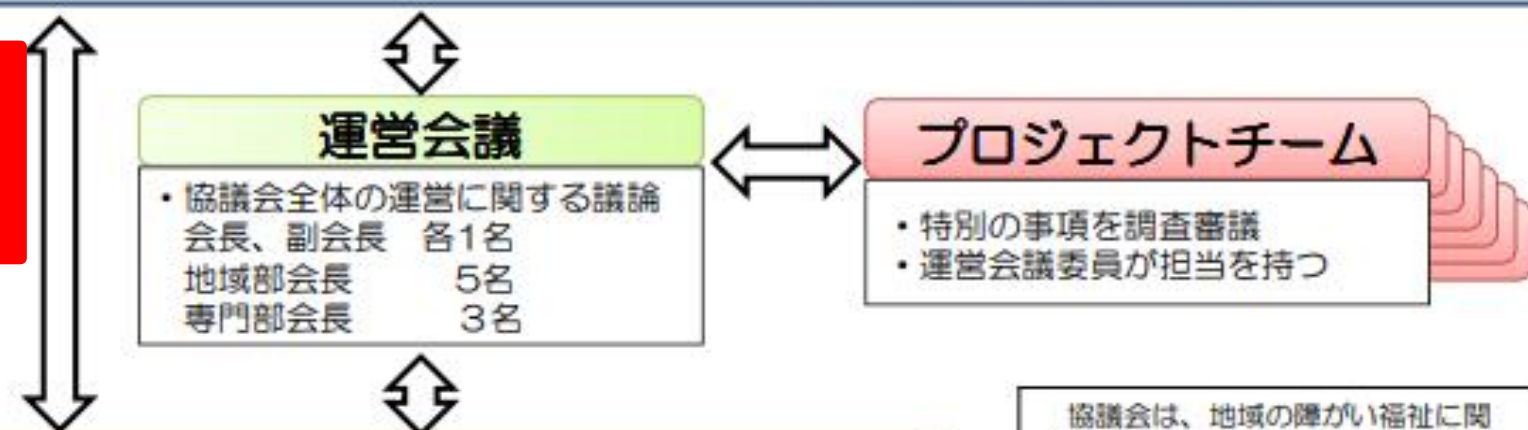 運営会議
・協議会全体の運営に関する議論
会長、副会長　各1名
地域部会長　　　5名
専門部会長　　　3名
プロジェクトチーム
・特別の事項を調査審議
・運営会議委員が担当を持つ
協議会は、地域の障がい福祉に関